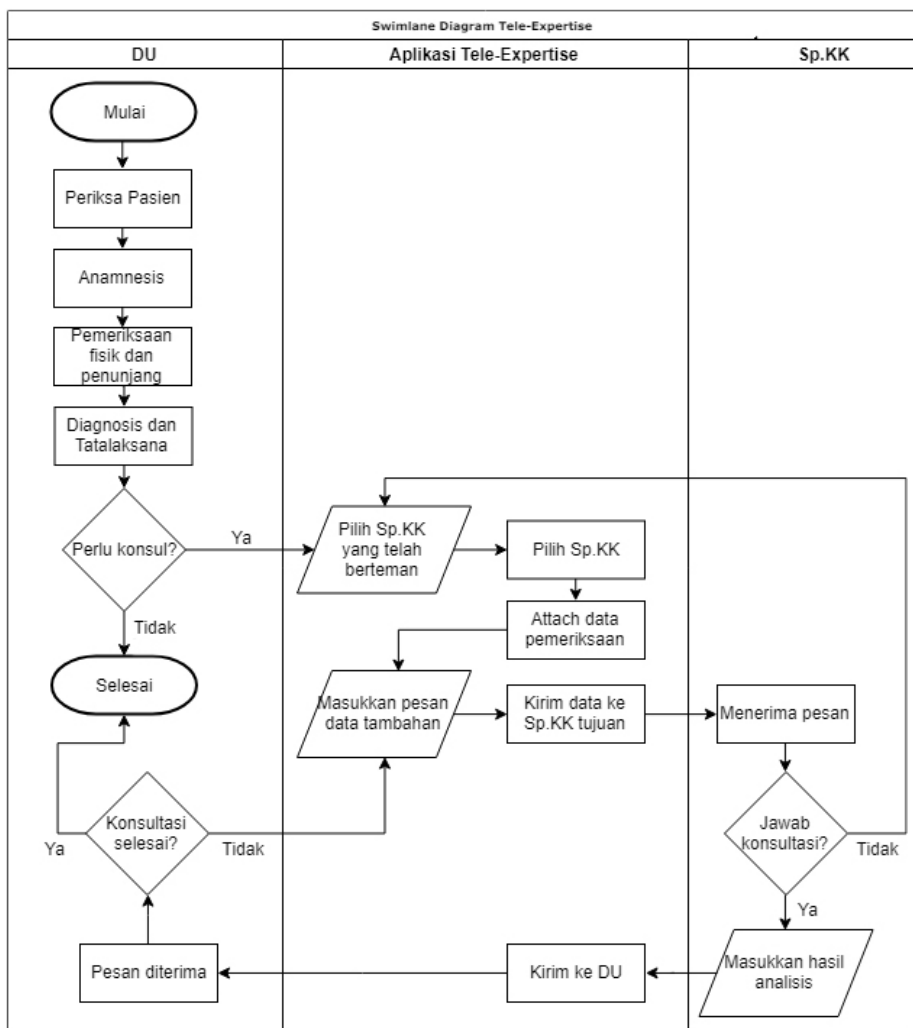 Swimlane Diagram Tele-Expertise
DU
Aplikasi Tele-Expertise
Sp.KK
Mulai
Periksa Pasien
Anamnesis
Pemeriksaan
fisik dan
penunjang
Diagnosis dan
Tatalaksana
Perlu konsul?
Ya
Tidak
Selesai
Pilih Sp.KK
yang telah
berteman
Pilih Sp.KK
Attach data
pemeriksaan
Masukkan pesan
data tambahan
Kirim data ke
Sp.KK tujuan
Menerima pesan
Jawab
konsultasi?
Tidak
Ya
Masukkan hasil
analisis
Kirim ke DU
Pesan diterima
Konsultasi
selesai?
Ya
Tidak